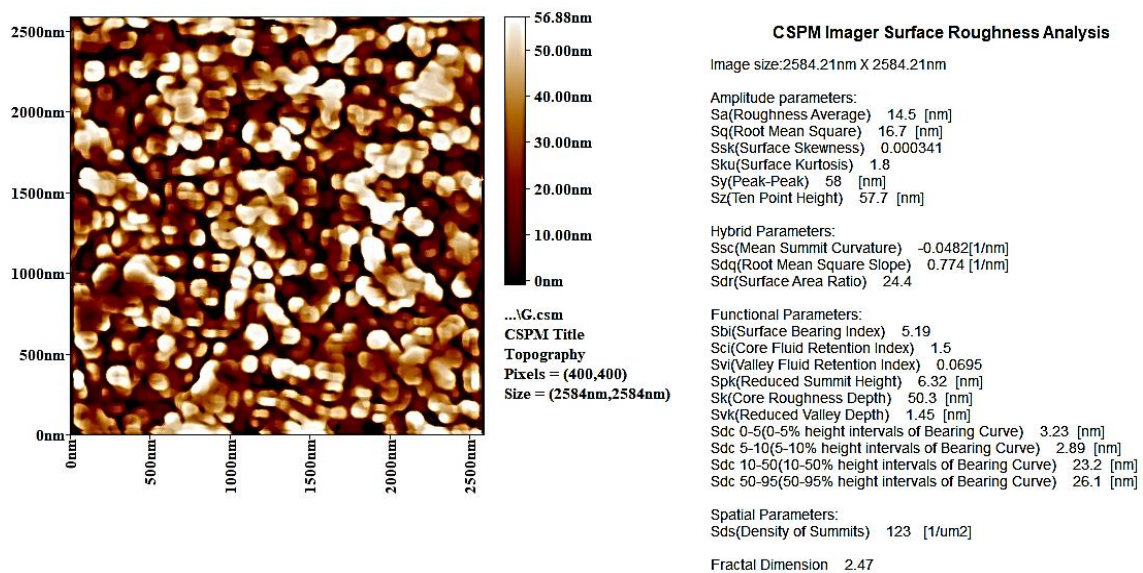 2500nm
2000nm
1500nm
1000nm
500nm
0nm
0nm
500nm
1000nm
1500nm
2000nm
2500nm
56.88nm
50.00nm
40.00nm
30.00nm
20.00nm
10.00nm
0nm
...\G.csm
CSPM Title
Topography
Pixels = (400,400)
Size = (2584nm,2584nm)
CSPM Imager Surface Roughness Analysis
Image size:2584.21nm X 2584.21nm
Amplitude parameters:
Sa(Roughness Average) 14.5 [nm]
Sq(Root Mean Square) 16.7 [nm]
Ssk(Surface Skewness) 0.000341
Sku(Surface Kurtosis) 1.8
Sy(Peak-Peak) 58 [nm]
Sz(Ten Point Height) 57.7 [nm]
Hybrid Parameters:
Ssc(Mean Summit Curvature) -0.0482[1/nm]
Sdq(Root Mean Square Slope) 0.774 [1/nm]
Sdr(Surface Area Ratio) 24.4
Functional Parameters:
Sbi(Surface Bearing Index) 5.19
Sci(Core Fluid Retention Index) 1.5
Svi(Valley Fluid Retention Index) 0.0695
Spk(Reduced Summit Height) 6.32 [nm]
Sk(Core Roughness Depth) 50.3 [nm]
Svk(Reduced Valley Depth) 1.45 [nm]
Sdc 0-5(0-5% height intervals of Bearing Curve) 3.23 [nm]
Sdc 5-10(5-10% height intervals of Bearing Curve) 2.89 [nm]
Sdc 10-50(10-50% height intervals of Bearing Curve) 23.2 [nm]
Sdc 50-95(50-95% height intervals of Bearing Curve) 26.1 [nm]
Spatial Parameters:
Sds(Density of Summits) 123 [1/um2]
Fractal Dimension 2.47